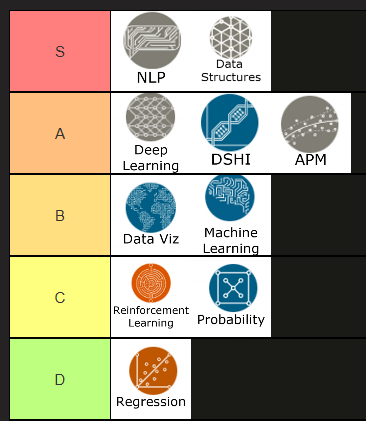 S
NLP
Data
Structures
A
Deep
Learning
DSHI
APM
B
Data Viz
Machine
Learning
C
Reinforcement
Learning
Probability
D
Regression